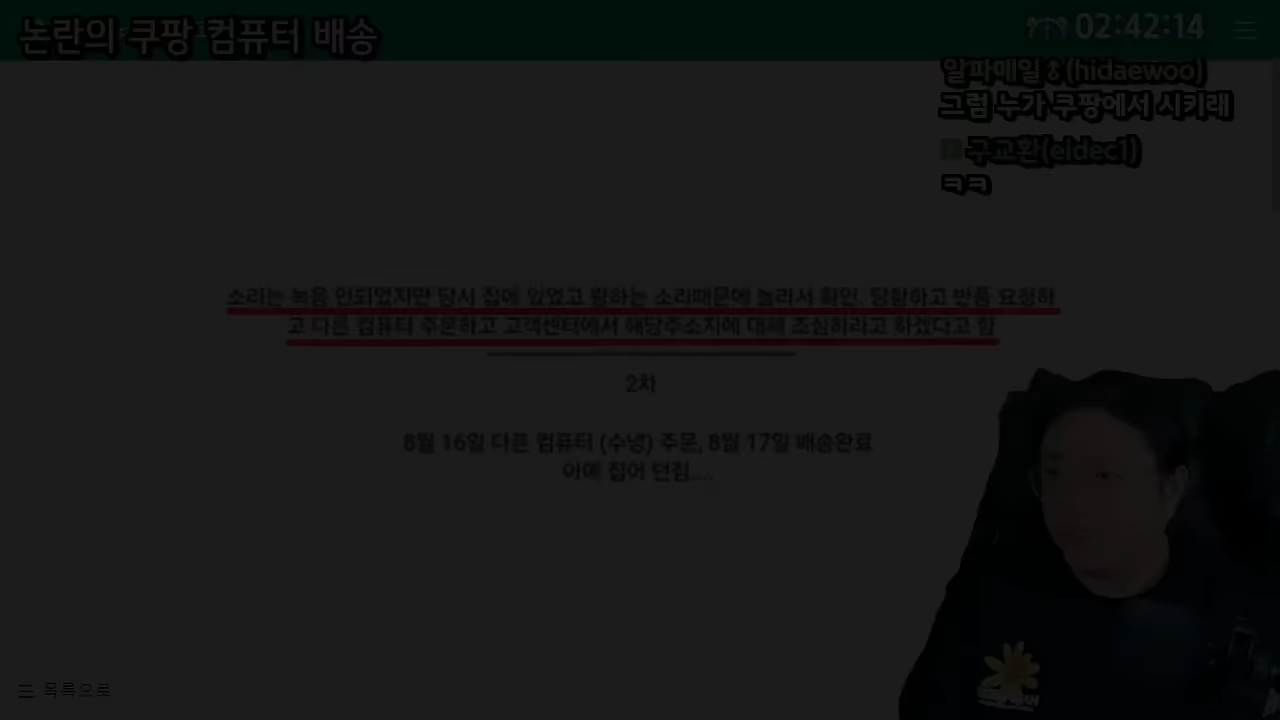 논란의 쿠팡 컴퓨터 배송
02:42:14
알파메일♂(hidaewoo)
그럼 누가 쿠팡에서 시키래
구교환(eidec1)
ㅋㅋ
소리는 녹음 안되었지만 당시 집에 있었고 쾅하는 소리때문에 놀라서 확인. 당황하고 반품 요청하
고 다른 컴퓨터 주문하고 고객센터에서 해당주소지에 대해 조심히라고 하겠다고 함
2차
8월 16일 다른 컴퓨터 (수냉) 주문, 8월 17일 배송완료
아예 집어 던짐....
목록으로